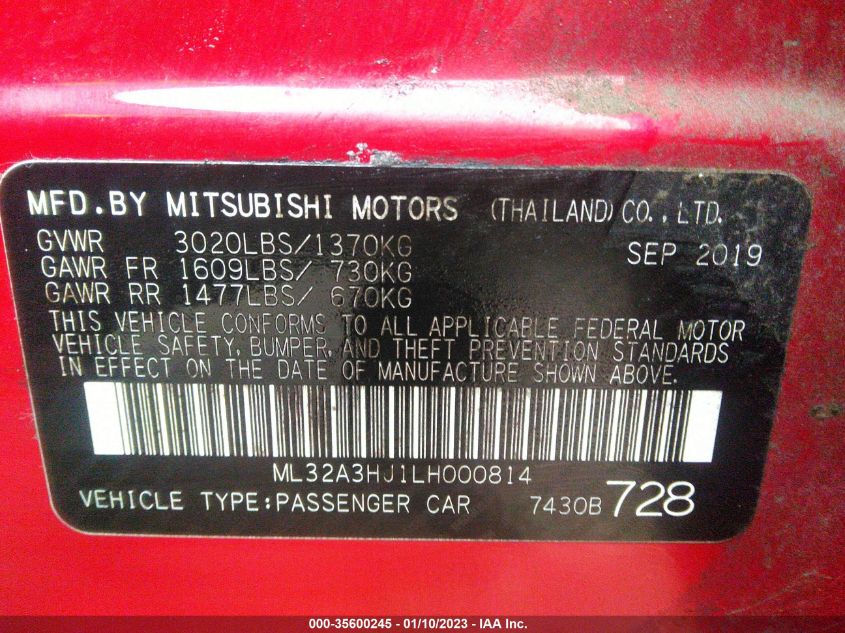 MFD.BY MITSUBISHI MOTORS (THAILAND)CO.,LTD.
GVWR 3020LBS/1370KG SEP 2019
GAWR FR 1609LBS/ 730KG
GAWR RR 1477LBS/ 670KG
THIS VEHICLE CONFORMS TO ALL APPLICABLE FEDERAL MOTOR
VEHICLE SAFETY, BUMPER, AND THEFT PREVENTION STANDARDS
IN EFFECT ON THE DATE OF MANUFACTURE SHOWN ABOVE.
ML32A3HJ1LH000814
VEHICLE TYPE:PASSENGER CAR 7430B 728
000-35600245 - 01/10/2023 - IAA Inc.